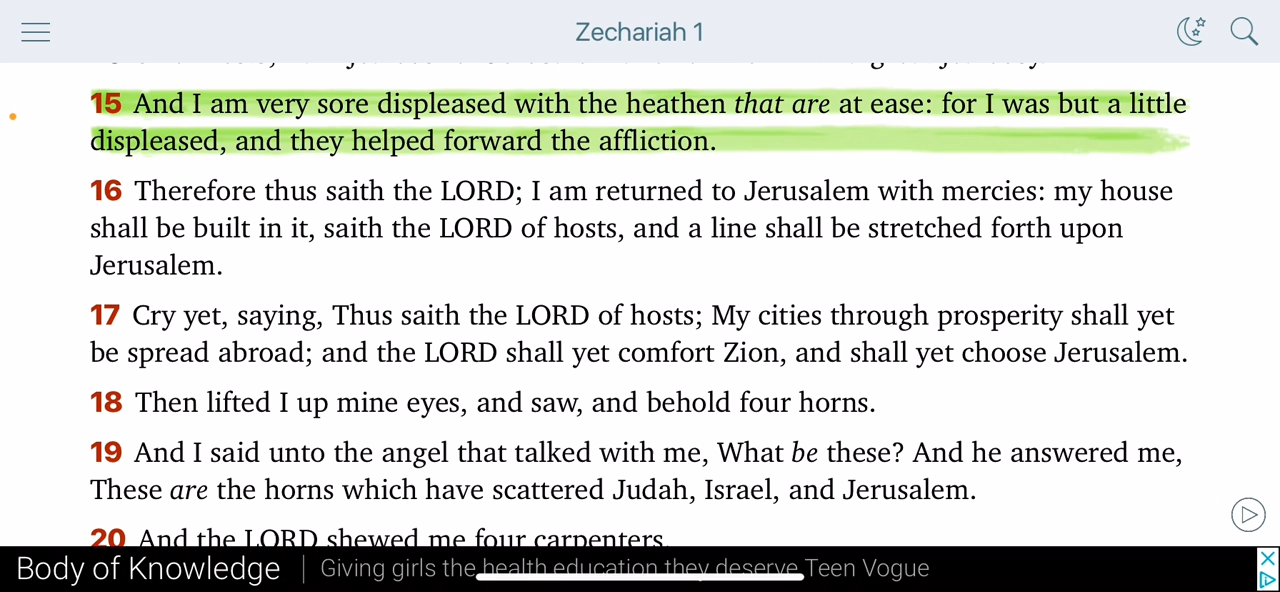 Zechariah 1
15 And I am very sore displeased with the heathen that are at ease: for I was but a little
displeased, and they helped forward the affliction.
16 Therefore thus saith the LORD; I am returned to Jerusalem with mercies: my house
shall be built in it, saith the LORD of hosts, and a line shall be stretched forth upon
Jerusalem.
17 Cry yet, saying, Thus saith the LORD of hosts; My cities through prosperity shall yet
be spread abroad; and the LORD shall yet comfort Zion, and shall yet choose Jerusalem.
18 Then lifted I up mine eyes, and saw, and behold four horns.
19 And I said unto the angel that talked with me, What be these? And he answered me,
These are the horns which have scattered Judah, Israel, and Jerusalem.
20 And the LORD shewed me four carpenters.
Body of Knowledge Giving girls the health education they deserve Teen Vogue